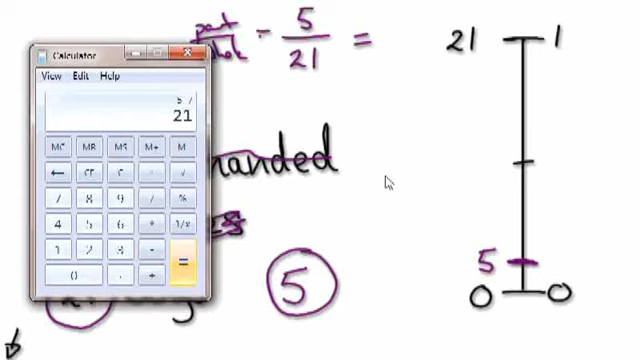 part
5
21
=
21 1
Calculator
View Edit Help
5 /
21
MC MR MS M+ M
← CE C √
7 8 9 / %
4 5 6 1/x
1 2 3 - =
0 . +
handed
5
5
0 0